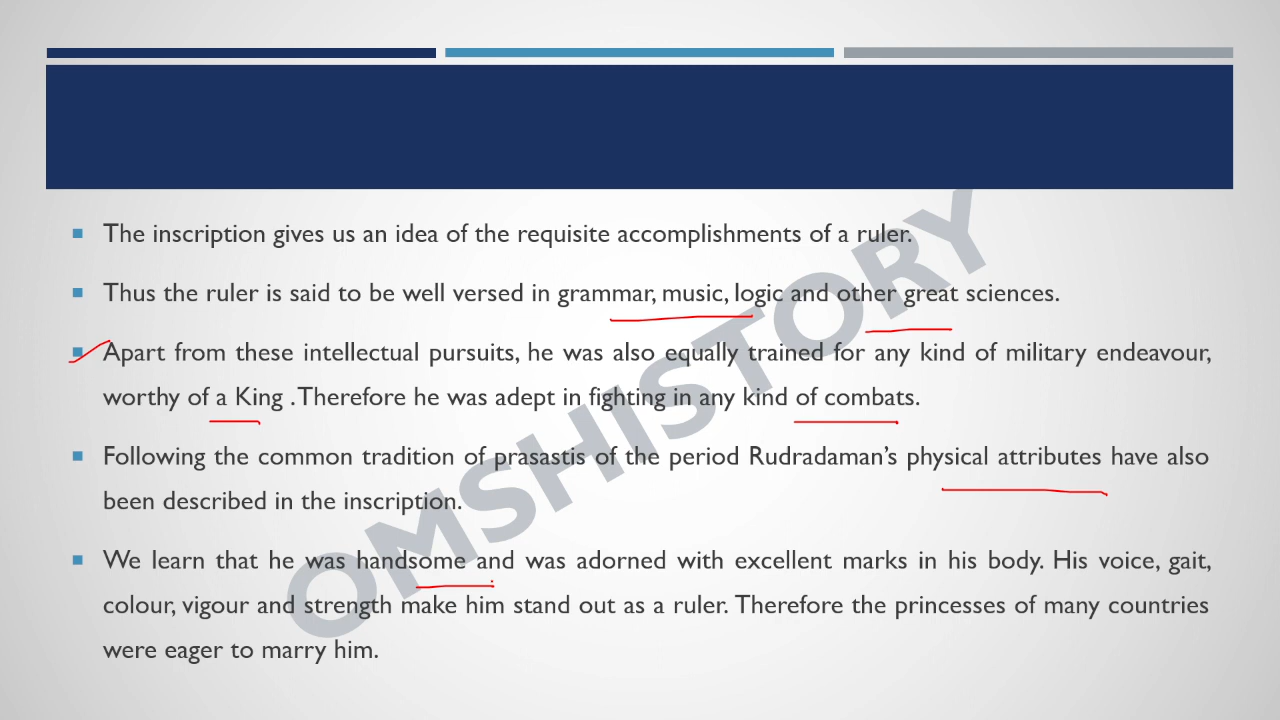 The inscription gives us an idea of the requisite accomplishments of a ruler.
Thus the ruler is said to be well versed in grammar, music, logic and other great sciences.
Apart from these intellectual pursuits, he was also equally trained for any kind of military endeavour,
worthy of a King .Therefore he was adept in fighting in any kind of combats.
Following the common tradition of prasastis of the period Rudradaman's physical attributes have also
been described in the inscription.
We learn that he was handsome and was adorned with excellent marks in his body. His voice, gait,
colour, vigour and strength make him stand out as a ruler. Therefore the princesses of many countries
were eager to marry him.
OMSHISTORY